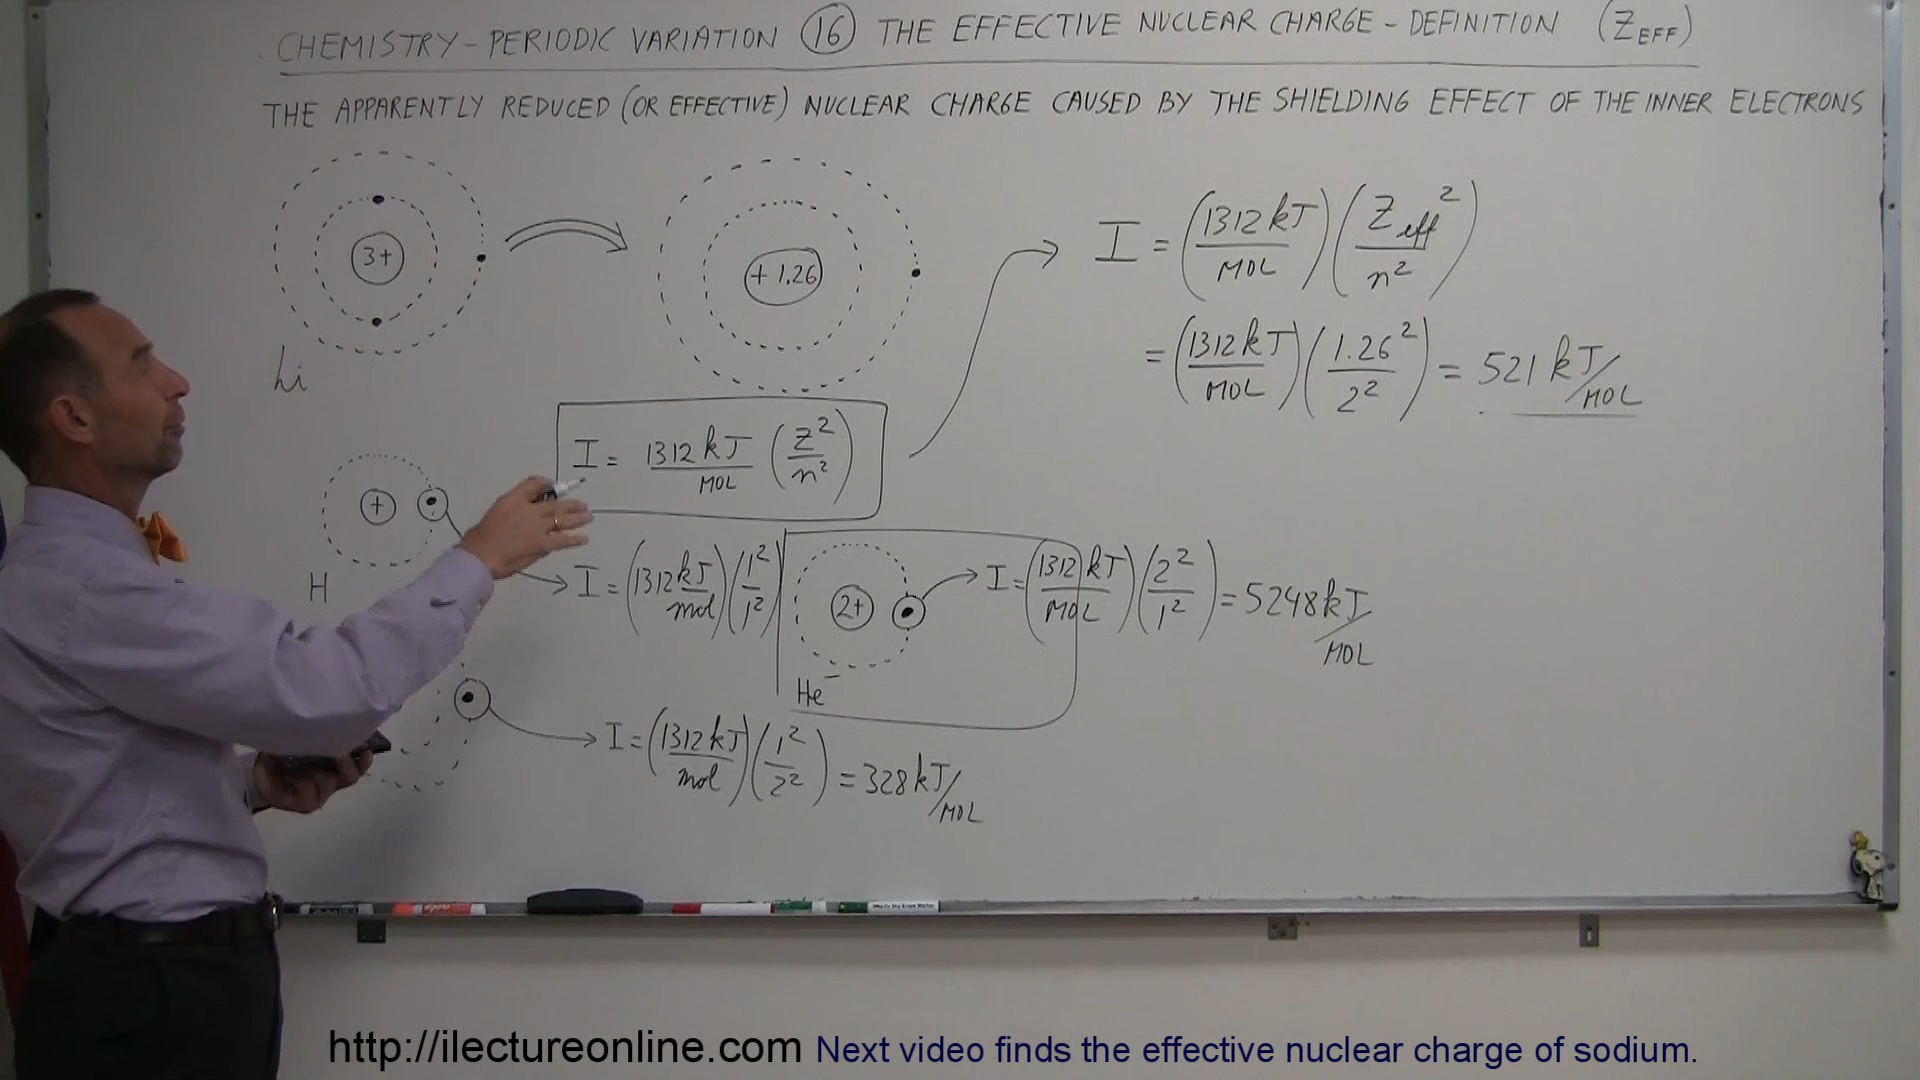 CHEMISTRY - PERIODIC VARIATION (16) THE EFFECTIVE NUCLEAR CHARGE - DEFINITION (Z_EFF)
THE APPARENTLY REDUCED (OR EFFECTIVE) NUCLEAR CHARGE CAUSED BY THE SHIELDING EFFECT OF THE INNER ELECTRONS
3+
Li
+ 1,26
I = (1312 kJ / MOL) (Z_eff² / n²)
= (1312 kJ / MOL) (1.26² / 2²) = 521 kJ/MOL
I = 1312 kJ / MOL (Z² / n²)
+
H
I = (1312 kJ / mol) (1² / 1²)
2+
He⁻
I = (1312 kJ / MOL) (2² / 1²) = 5248 kJ / MOL
I = (1312 kJ / mol) (1² / 2²) = 328 kJ/MOL
http://ilectureonline.com Next video finds the effective nuclear charge of sodium.